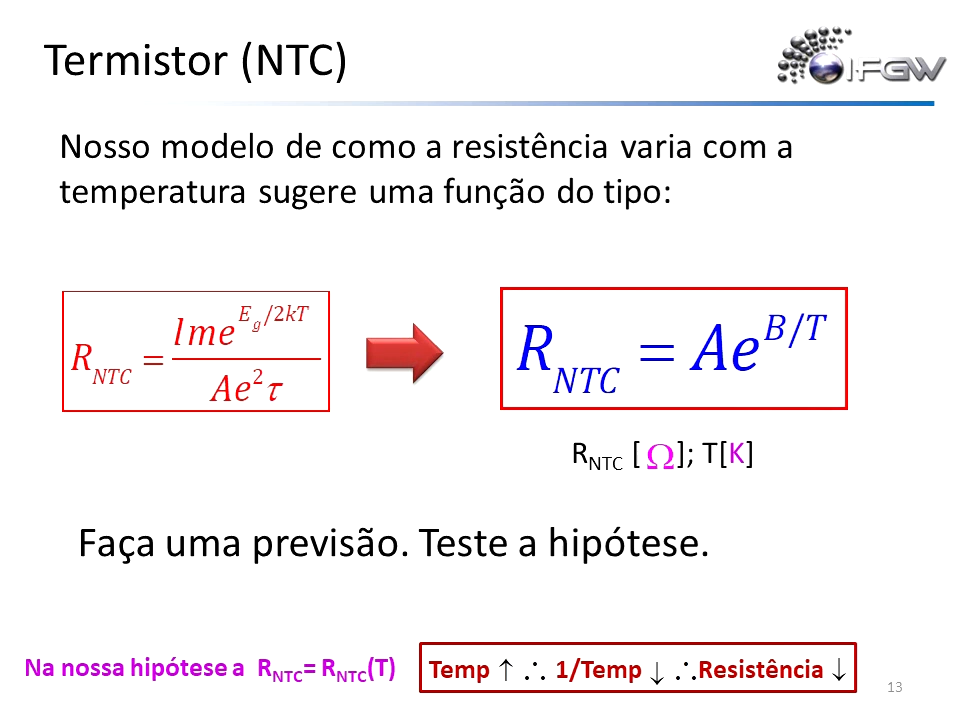 Termistor (NTC)
IFGW
Nosso modelo de como a resistência varia com a
temperatura sugere uma função do tipo:
R_NTC = lme^(E_g/2kT) / Ae²τ
R_NTC = Ae^(B/T)
R_NTC [Ω]; T[K]
Faça uma previsão. Teste a hipótese.
Na nossa hipótese a R_NTC= R_NTC(T)
Temp ↑ ∴ 1/Temp ↓ ∴Resistência ↓
13